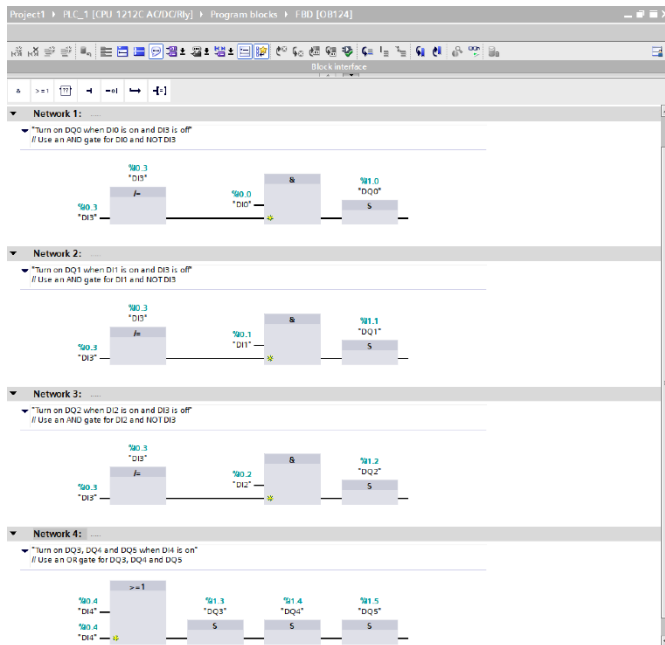 Project1 › PLC_1 [CPU 1212C AC/DC/Rly] › Program blocks › FBD [OB124]
Block interface
& >=1 [??] -o| -[=]
Network 1: ....
"Turn on DQ0 when DI0 is on and DI3 is off"
// Use an AND gate for DI0 and NOT DI3
%I0.3
"DI3"
/=
%I0.3
"DI3"
%I0.0
"DI0"
&
%I1.0
"DQ0"
S
Network 2: ....
"Turn on DQ1 when DI1 is on and DI3 is off"
// Use an AND gate for DI1 and NOT DI3
%I0.3
"DI3"
/=
%I0.3
"DI3"
%I0.1
"DI1"
&
%I1.1
"DQ1"
S
Network 3: ....
"Turn on DQ2 when DI2 is on and DI3 is off"
// Use an AND gate for DI2 and NOT DI3
%I0.3
"DI3"
/=
%I0.3
"DI3"
%I0.2
"DI2"
&
%I1.2
"DQ2"
S
Network 4: ....
"Turn on DQ3, DQ4 and DQ5 when DI4 is on"
// Use an OR gate for DQ3, DQ4 and DQ5
>=1
%I0.4
"DI4"
%I0.4
"DI4"
%I1.3
"DQ3"
S
%I1.4
"DQ4"
S
%I1.5
"DQ5"
S